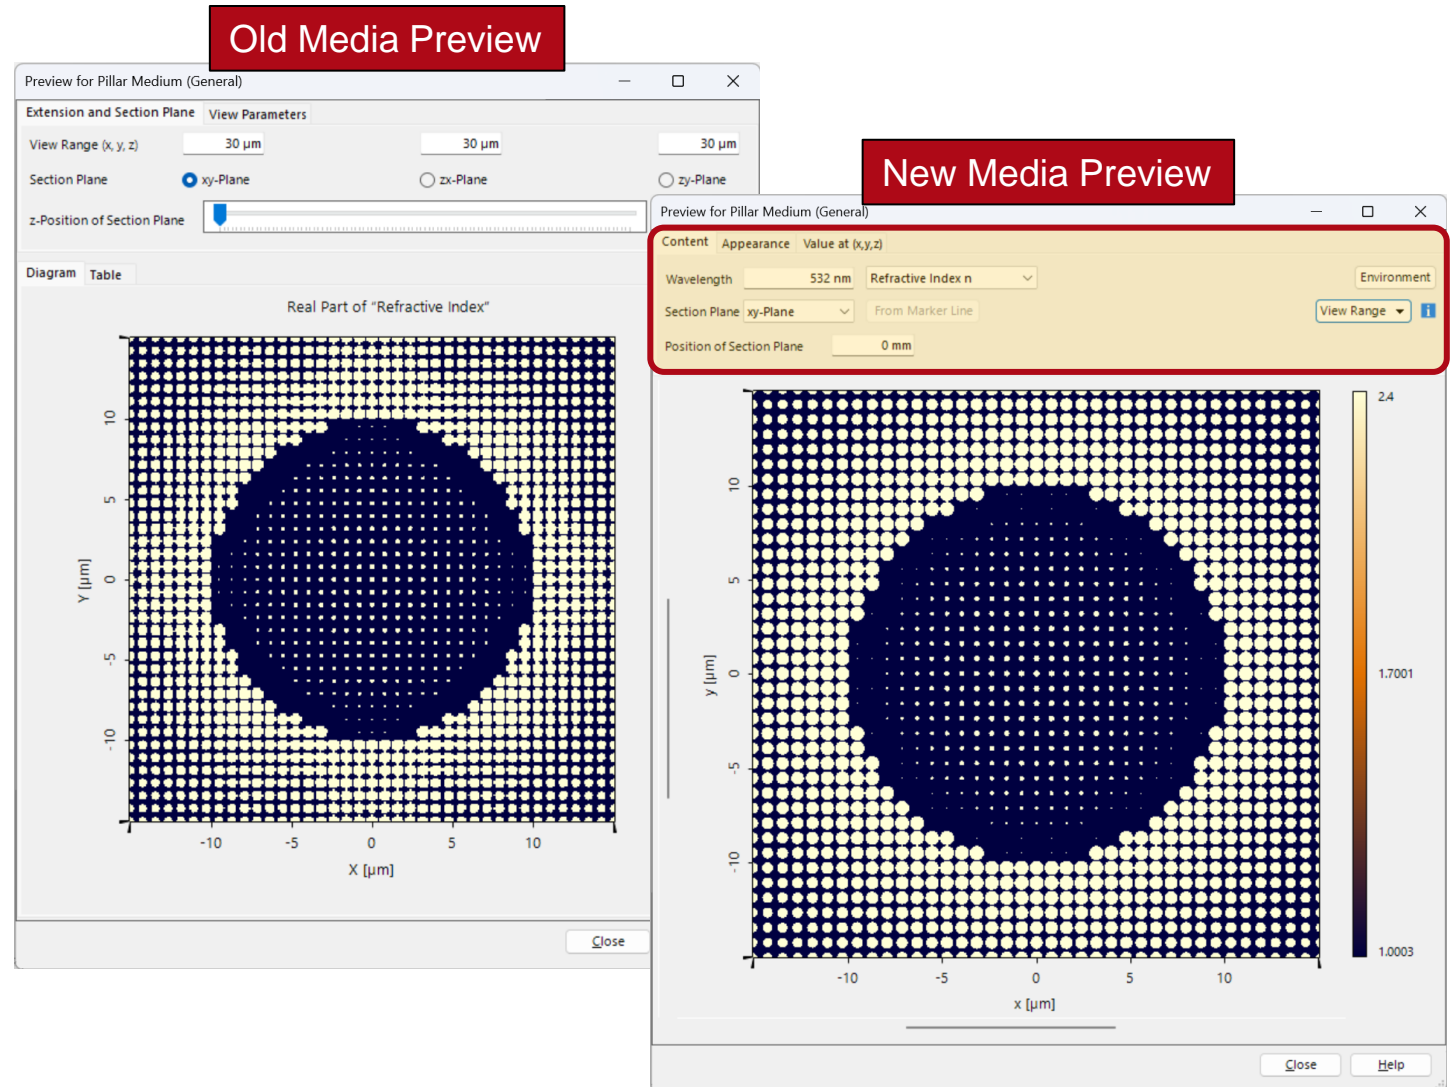 Old Media Preview
Preview for Pillar Medium (General)
Extension and Section Plane View Parameters
View Range (x, y, z) 30 µm 30 µm 30 µm
Section Plane xy-Plane zx-Plane zy-Plane
z-Position of Section Plane
Diagram Table
Real Part of "Refractive Index"
10
5
0
-5
-10
Y [µm]
-10 -5 0 5 10
X [µm]
Close
New Media Preview
Preview for Pillar Medium (General)
Content Appearance Value at (x,y,z)
Wavelength 532 nm Refractive Index n Environment
Section Plane xy-Plane From Marker Line View Range i
Position of Section Plane 0 mm
10
5
0
-5
-10
y [µm]
-10 -5 0 5 10
x [µm]
2.4
1.7001
1.0003
Close Help